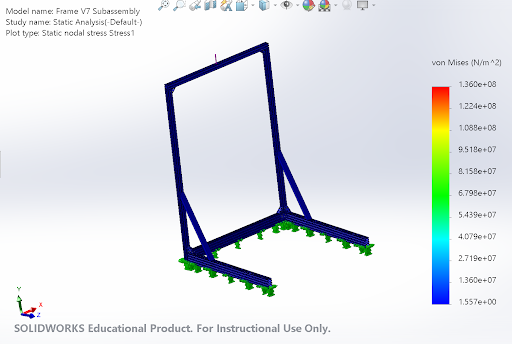 Model name: Frame V7 Subassembly
Study name: Static Analysis(-Default-)
Plot type: Static nodal stress Stress1
von Mises (N/m^2)
1.360e+08
1.224e+08
1.088e+08
9.518e+07
8.158e+07
6.798e+07
5.439e+07
4.079e+07
2.719e+07
1.360e+07
1.557e+00
Y
X
Z
SOLIDWORKS Educational Product. For Instructional Use Only.